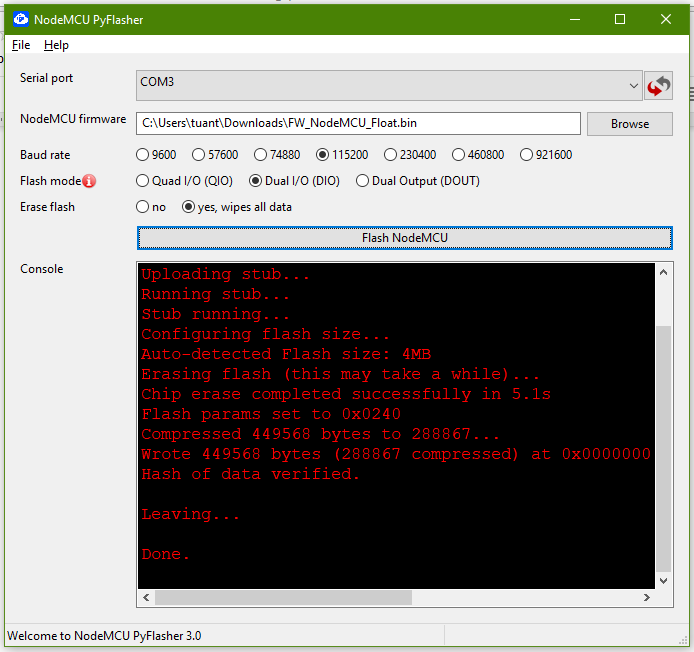 NodeMCU PyFlasher
File Help
Serial port COM3
NodeMCU firmware C:\Users\tuant\Downloads\FW_NodeMCU_Float.bin Browse
Baud rate 9600 57600 74880 115200 230400 460800 921600
Flash mode Quad I/O (QIO) Dual I/O (DIO) Dual Output (DOUT)
Erase flash no yes, wipes all data
Flash NodeMCU
Console
Uploading stub...
Running stub...
Stub running...
Configuring flash size...
Auto-detected Flash size: 4MB
Erasing flash (this may take a while)...
Chip erase completed successfully in 5.1s
Flash params set to 0x0240
Compressed 449568 bytes to 288867...
Wrote 449568 bytes (288867 compressed) at 0x0000000
Hash of data verified.
Leaving...
Done.
Welcome to NodeMCU PyFlasher 3.0